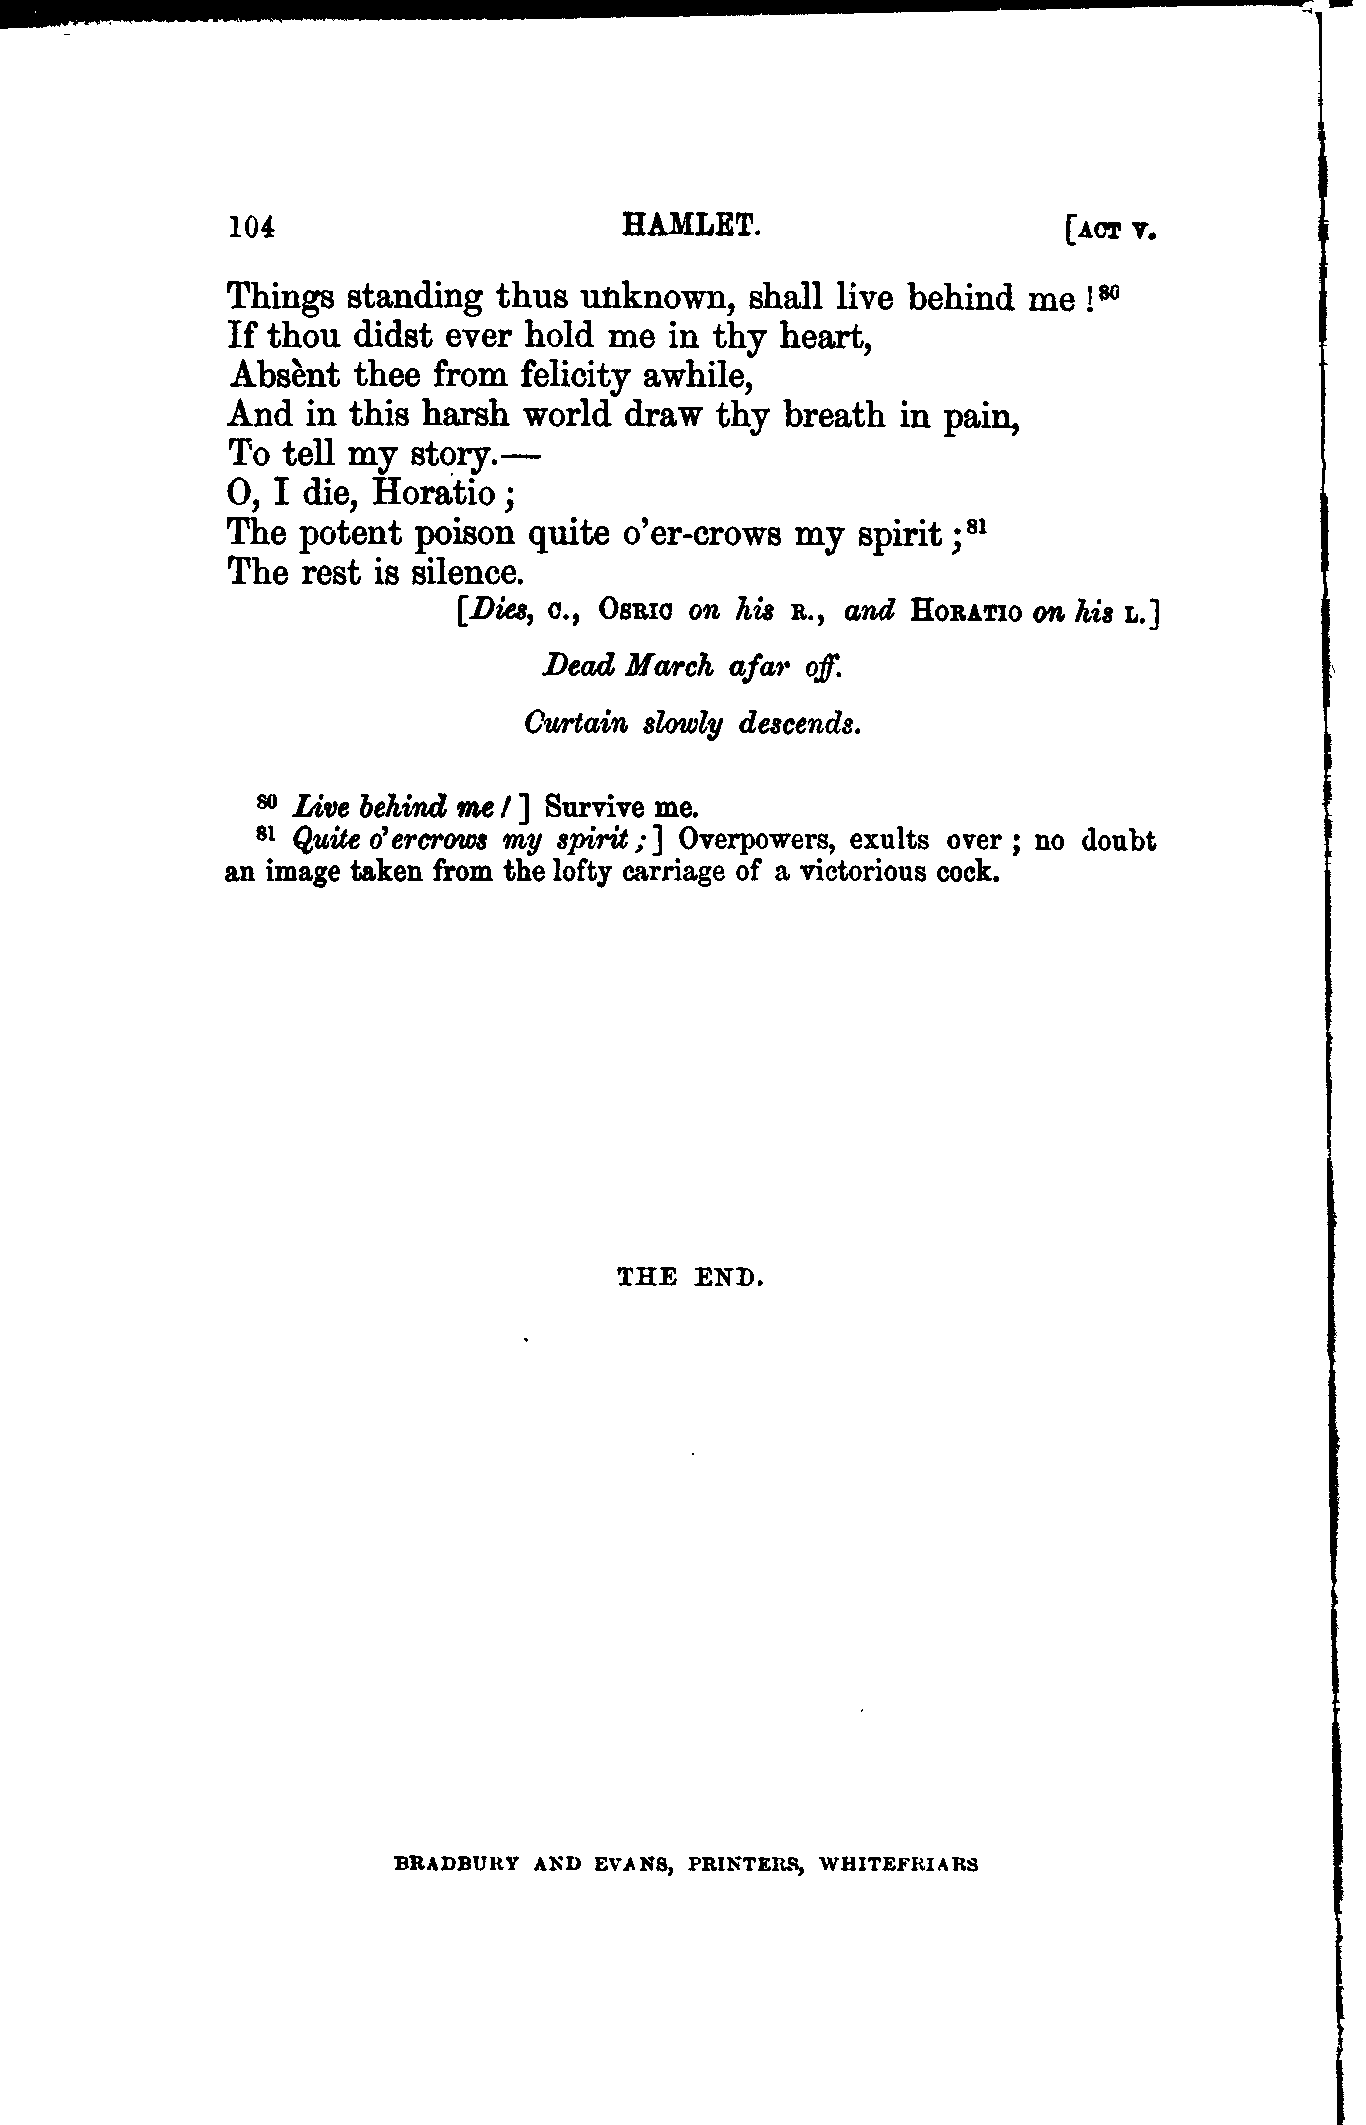 104 HAMLET. [ACT V.
Things standing thus unknown, shall live behind me !80
If thou didst ever hold me in thy heart,
Absènt thee from felicity awhile,
And in this harsh world draw thy breath in pain,
To tell my story.—
O, I die, Horatio ;
The potent poison quite o'er-crows my spirit ;81
The rest is silence.
[Dies, C., OSRIC on his R., and HORATIO on his L.]
Dead March afar off.
Curtain slowly descends.
80 Live behind me ! ] Survive me.
81 Quite o'ercrows my spirit ; ] Overpowers, exults over ; no doubt
an image taken from the lofty carriage of a victorious cock.
THE END.
BRADBURY AND EVANS, PRINTERS, WHITEFRIARS